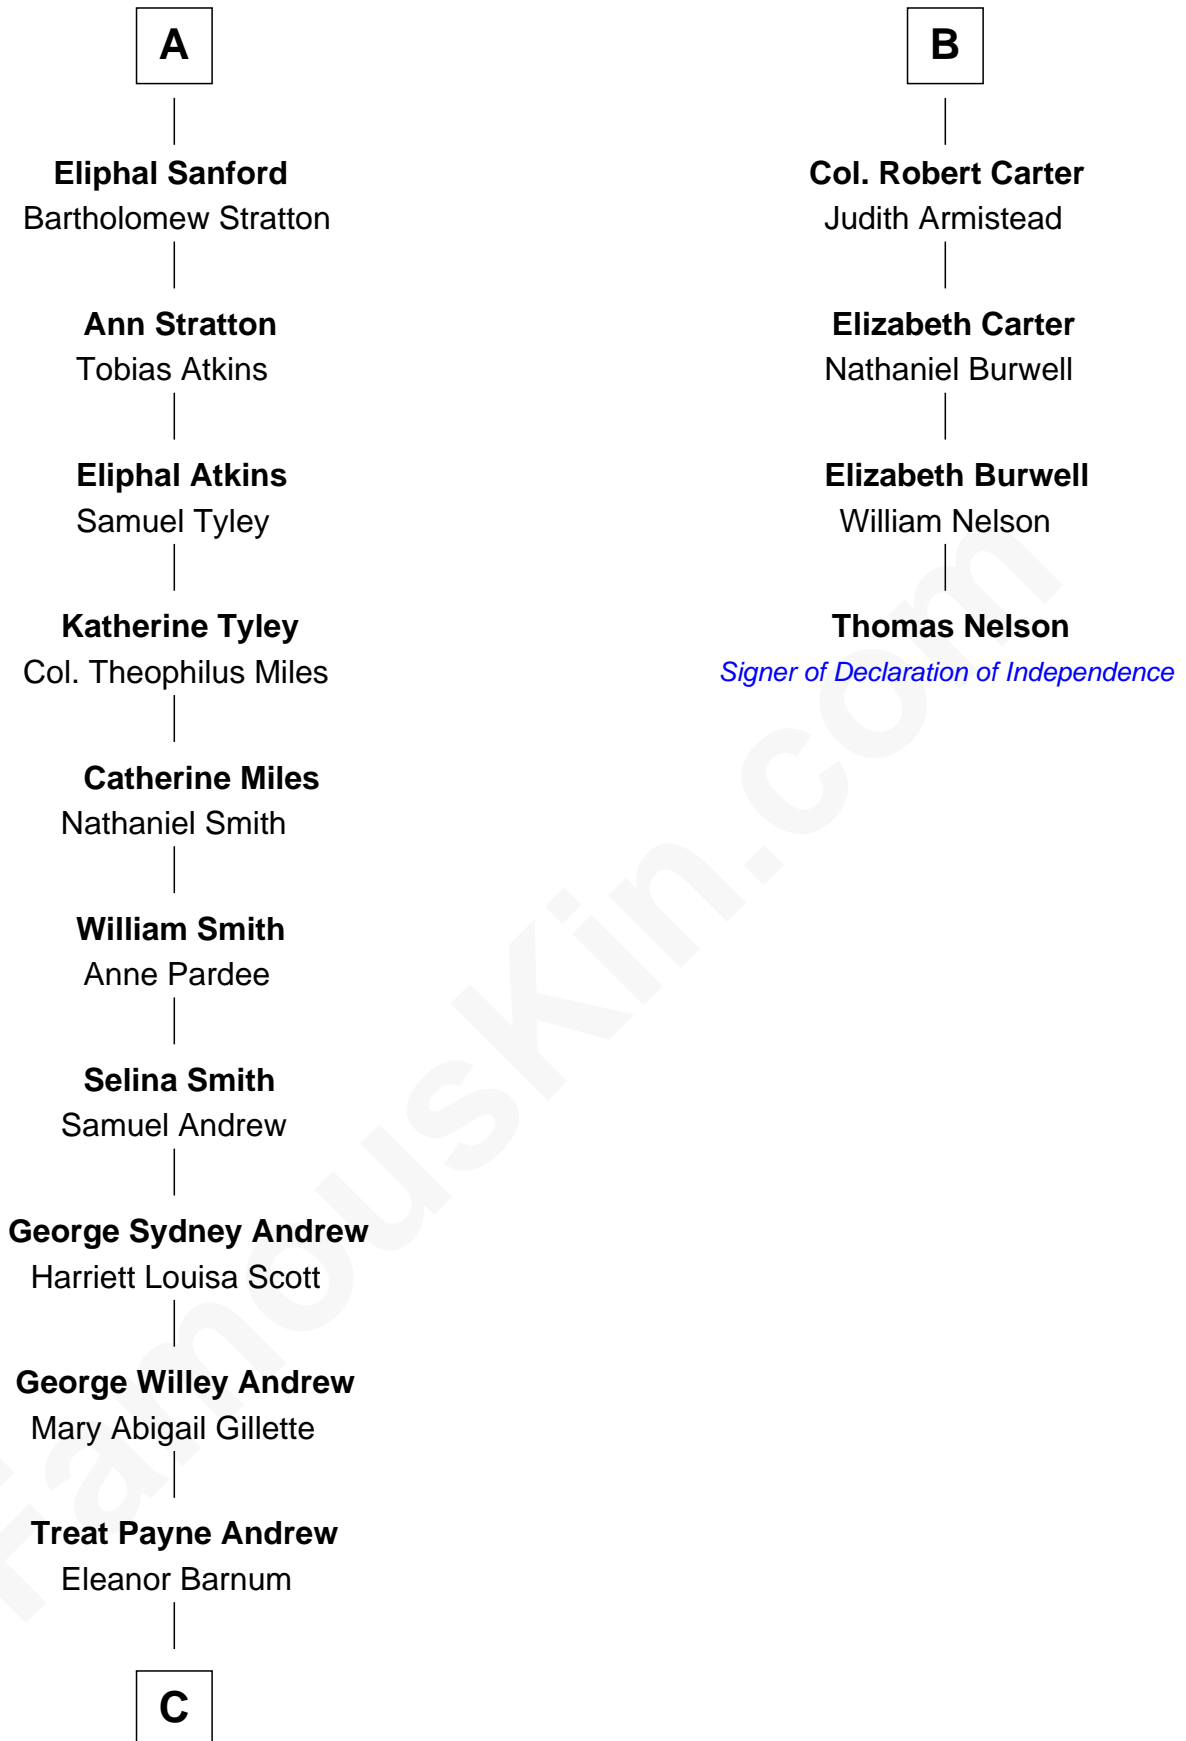 A
Eliphal Sanford
Bartholomew Stratton
Ann Stratton
Tobias Atkins
Eliphal Atkins
Samuel Tyley
Katherine Tyley
Col. Theophilus Miles
Catherine Miles
Nathaniel Smith
William Smith
Anne Pardee
Selina Smith
Samuel Andrew
George Sydney Andrew
Harriett Louisa Scott
George Willey Andrew
Mary Abigail Gillette
Treat Payne Andrew
Eleanor Barnum
C
B
Col. Robert Carter
Judith Armistead
Elizabeth Carter
Nathaniel Burwell
Elizabeth Burwell
William Nelson
Thomas Nelson
Signer of Declaration of Independence
FamousKin.com